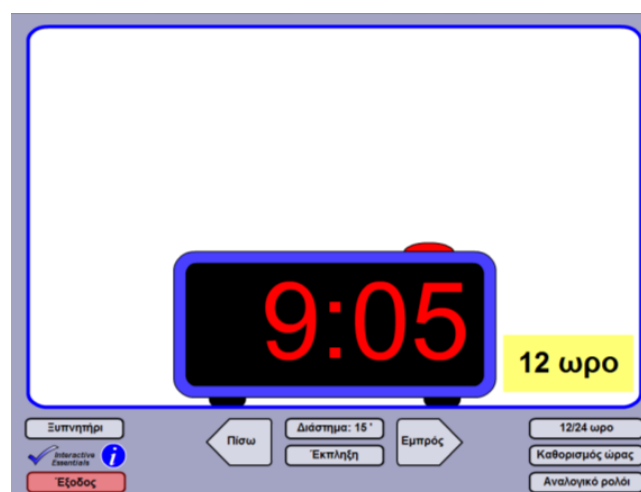 9:05
12 ωρο
Ξυπνητήρι
Interactive
Essentials
i
Έξοδος
Πίσω
Διάστημα: 15 '
Έκπληξη
Εμπρός
12/24 ωρο
Καθορισμός ώρας
Αναλογικό ρολόι